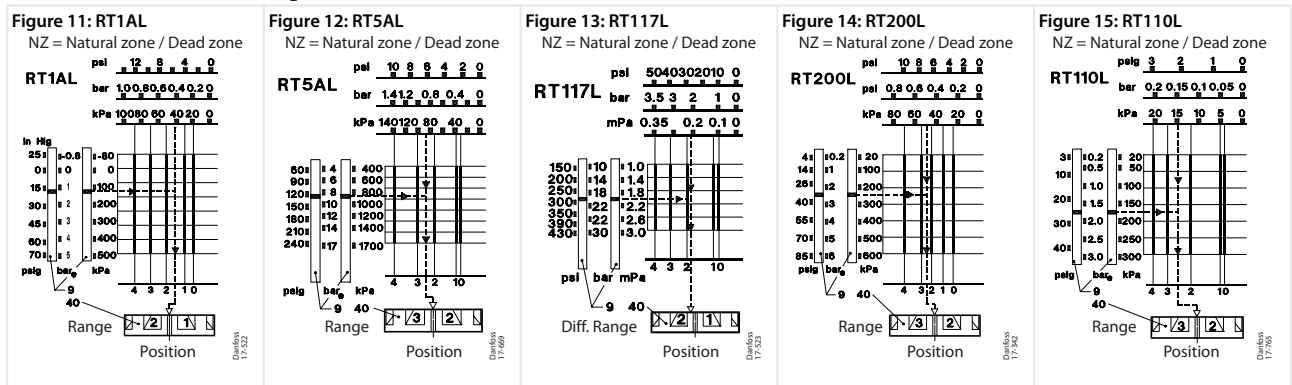 Figure 11: RT1AL
NZ = Natural zone / Dead zone
RT1AL
psi 12 8 4 0
bar 1.0 0.8 0.6 0.4 0.2 0
kPa 100 80 60 40 20 0
in Hg
25 -0.8 -80
0 0 0
15 1 100
30 2 200
45 3 300
60 4 400
70 5 500
psig bare kPa
4 3 2 1 0
9
40
Range
2 1
Position
Danfoss
17-522
Figure 12: RT5AL
NZ = Natural zone / Dead zone
RT5AL
psi 10 8 6 4 2 0
bar 1.4 1.2 0.8 0.4 0
kPa 140 120 80 40 0
60 4 400
90 6 600
120 8 800
150 10 1000
180 12 1200
210 14 1400
240 17 1700
psig bare kPa
4 3 2 1 0
9
40
Range
3 2
Position
Danfoss
17-669
Figure 13: RT117L
NZ = Natural zone / Dead zone
RT117L
psi 50 40 30 20 10 0
bar 3.5 3 2 1 0
mPa 0.35 0.2 0.1 0
150 10 1.0
200 14 1.4
250 18 1.8
300 2.2
350 22 2.6
390
430 30 3.0
psi bar mPa
4 3 2 1 0
9
40
Diff. Range
2 1
Position
Danfoss
17-523
Figure 14: RT200L
NZ = Natural zone / Dead zone
RT200L
psi 10 8 6 4 2 0
psi 0.8 0.6 0.4 0.2 0
kPa 80 60 40 20 0
4 0.2 20
14 1 100
26 2 200
40 3 300
55 4 400
70 5 500
85 6 600
psig bare kPa
4 3 2 1 0
9
40
Range
3 2
Position
Danfoss
17-342
Figure 15: RT110L
NZ = Natural zone / Dead zone
RT110L
psig 3 2 1 0
bar 0.2 0.15 0.1 0.05 0
kPa 20 15 10 5 0
3 0.2 20
0.5 50
10 1.0 100
1.5 150
20 2.0 200
30 2.5 250
40 3.0 300
psig bare kPa
4 3 2 1 0
9
40
Range
3 2
Position
Danfoss
17-765